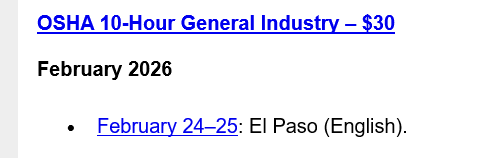 OSHA 10-Hour General Industry – $30
February 2026
• February 24–25: El Paso (English).